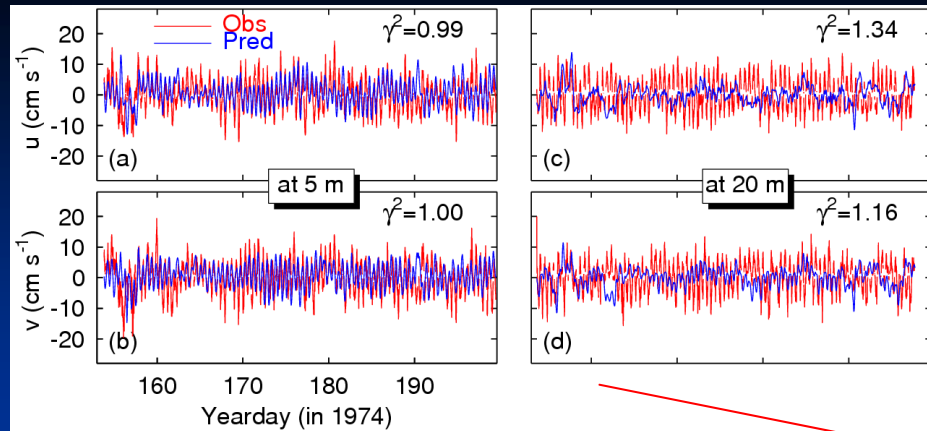 Obs
Pred
γ²=0.99
γ²=1.34
20
10
0
-10
-20
u (cm s⁻¹)
(a)
(c)
at 5 m
at 20 m
γ²=1.00
γ²=1.16
20
10
0
-10
-20
v (cm s⁻¹)
(b)
(d)
160
170
180
190
Yearday (in 1974)